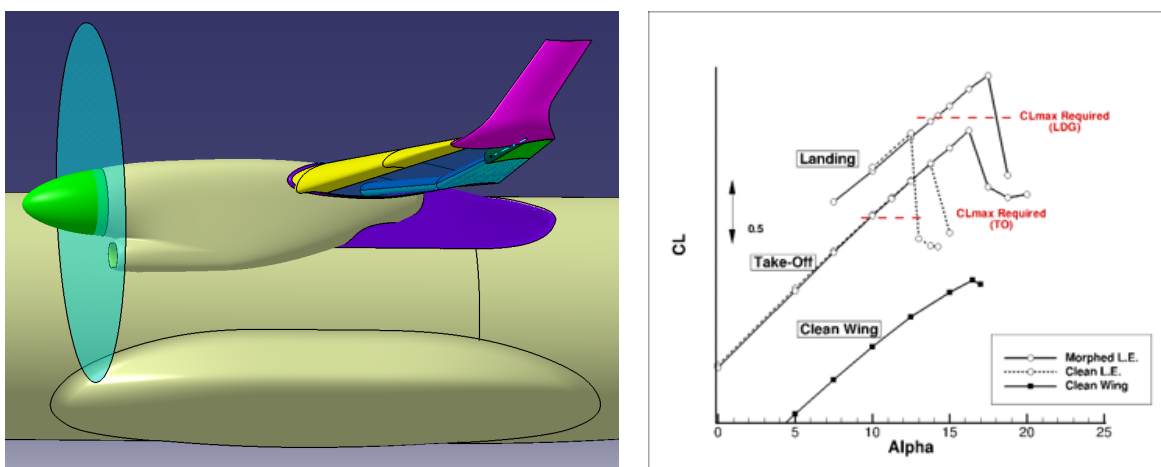 CLmax Required
(LDG)
Landing
CLmax Required
(TO)
0.5
CL
Take-Off
Clean Wing
Morphed L.E.
Clean L.E.
Clean Wing
0 5 10 15 20 25
Alpha